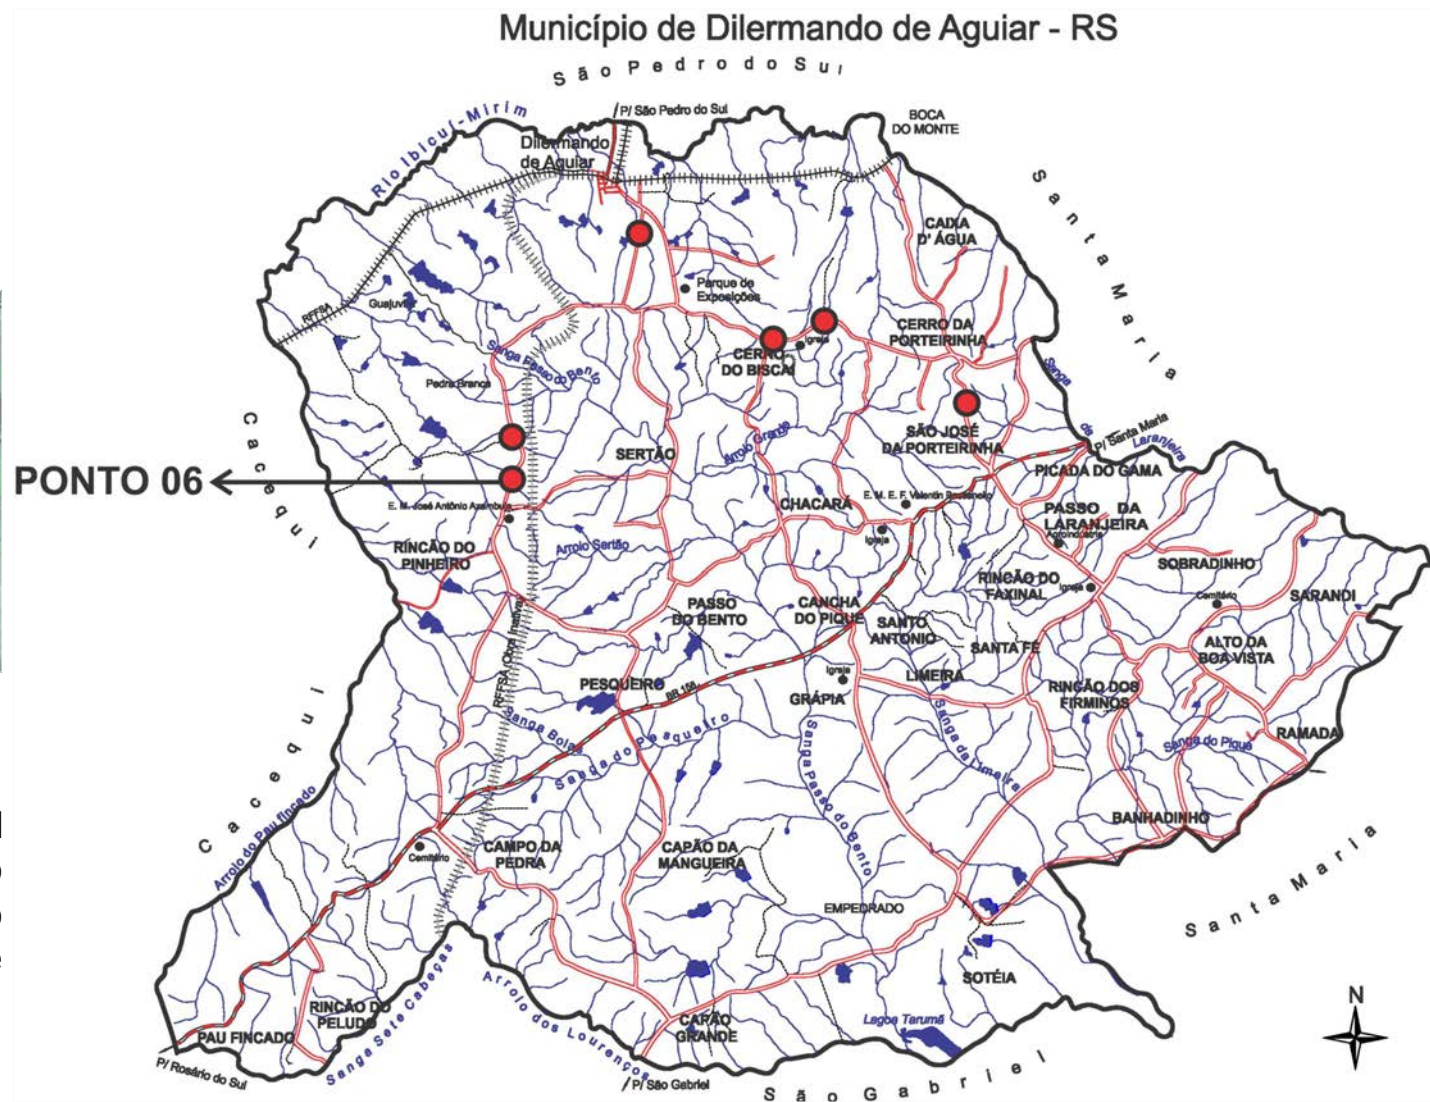 Município de Dilermando de Aguiar - RS
São Pedro do Sul
P/ São Pedro do Sul
BOCA
DO MONTE
Rio Ibicuí-Mirim
Dilermando
de Aguiar
Santa Maria
CAIXA
D' ÁGUA
Parque de
Exposições
RFFSA
Guajuvira
CERRO DA
PORTEIRINHA
Igreja
CERRO
DO BISCAI
Sanga Passo do Bento
Pedra Branca
Sanga da Laranjeira
Cacequi
P/ Santa Maria
SÃO JOSÉ
DA PORTEIRINHA
Arroio Grande
SERTÃO
PICADA DO GAMA
PONTO 06
E. M. José Antônio Azambuja
CHACARÁ
PASSO DA
LARANJEIRA
Agroindústria
Igreja
Arroio Sertão
RINCÃO DO
PINHEIRO
SOBRADINHO
RINCÃO DO
FAXINAL
Igreja
Cemitério
SARANDI
PASSO
DO BENTO
CANCHA
DO PIQUE
SANTO
ANTONIO
SANTA FÉ
ALTO DA
BOA VISTA
RFFSA (Obra Inativa)
PESQUEIRO
BR 158
Igreja
GRÁPIA
LIMEIRA
RINCÃO DOS
FIRMINOS
Sanga Bolas
Sanga do Pesqueiro
Sanga Passo do Bento
Sanga da Limeira
Sanga do Pique
RAMADA
Cacequi
Arroio do Pau fincado
BANHADINHO
Cemitério
CAMPO DA
PEDRA
CAPÃO DA
MANGUEIRA
Santa Maria
EMPEDRADO
SOTÉIA
Sanga Sete Cabeças
Arroio dos Lourenços
RINCÃO DO
PELUDO
PAU FINCADO
CAPÃO
GRANDE
Lagoa Tarumã
N
P/ Rosário do Sul
P/ São Gabriel
São Gabriel